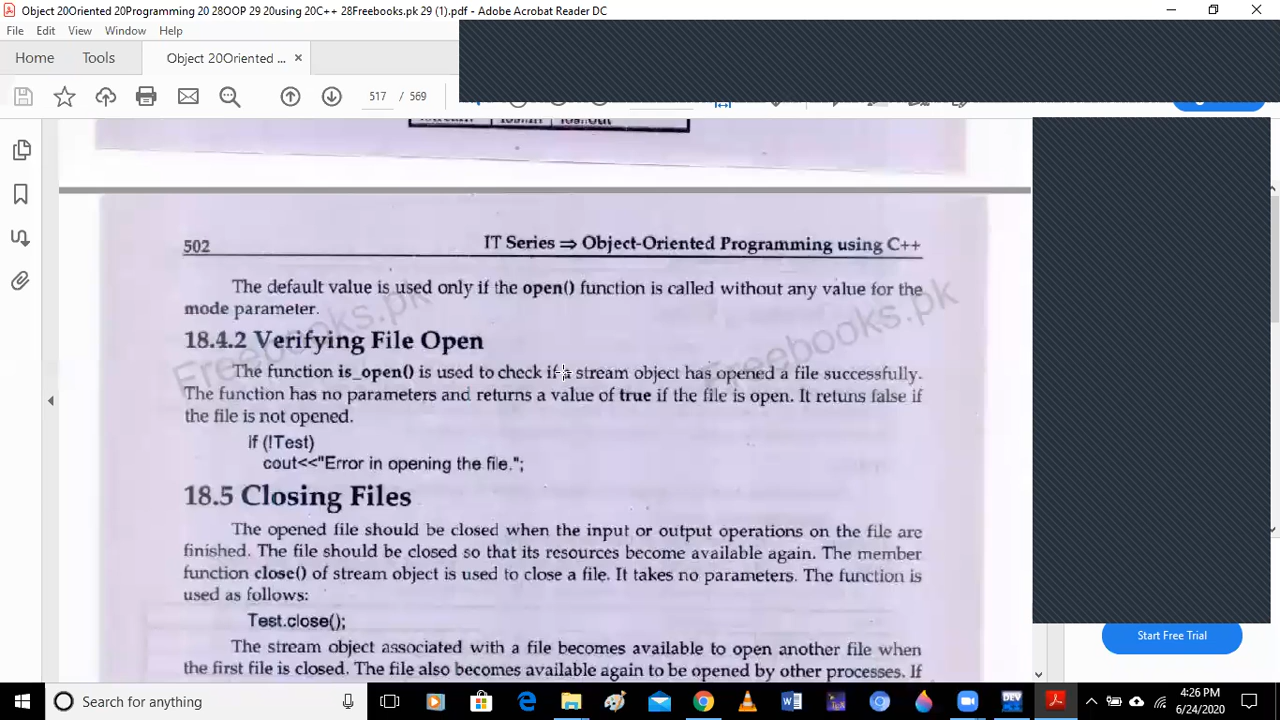 Object 20Oriented 20Programming 20 28OOP 29 20using 20C++ 28Freebooks.pk 29 (1).pdf - Adobe Acrobat Reader DC
File Edit View Window Help
Home Tools Object 20Oriented ... ×
517 / 569
502 IT Series ⇒ Object-Oriented Programming using C++
The default value is used only if the open() function is called without any value for the
mode parameter.
18.4.2 Verifying File Open
The function is_open() is used to check if a stream object has opened a file successfully.
The function has no parameters and returns a value of true if the file is open. It retuns false if
the file is not opened.
if (!Test)
cout<<"Error in opening the file.";
18.5 Closing Files
The opened file should be closed when the input or output operations on the file are
finished. The file should be closed so that its resources become available again. The member
function close() of stream object is used to close a file. It takes no parameters. The function is
used as follows:
Test.close();
The stream object associated with a file becomes available to open another file when
the first file is closed. The file also becomes available again to be opened by other processes. If
Freebooks.pk
Freebooks.pk
Start Free Trial
Search for anything
DEV
4:26 PM
6/24/2020